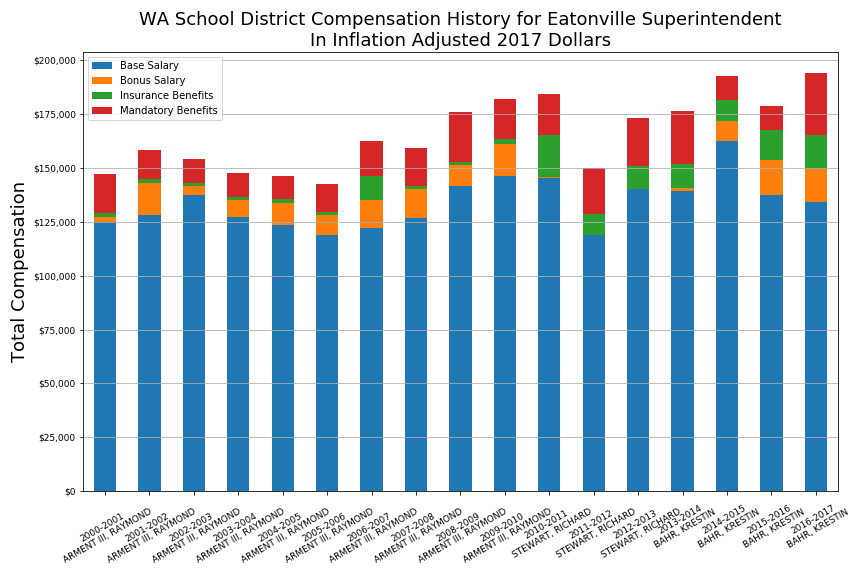 WA School District Compensation History for Eatonville Superintendent
In Inflation Adjusted 2017 Dollars
Base Salary
Bonus Salary
Insurance Benefits
Mandatory Benefits
Total Compensation
$200,000
$175,000
$150,000
$125,000
$100,000
$75,000
$50,000
$25,000
$0
2000-2001
ARMENT III, RAYMOND
2001-2002
ARMENT III, RAYMOND
2002-2003
ARMENT III, RAYMOND
2003-2004
ARMENT III, RAYMOND
2004-2005
ARMENT III, RAYMOND
2005-2006
ARMENT III, RAYMOND
2006-2007
ARMENT III, RAYMOND
2007-2008
ARMENT III, RAYMOND
2008-2009
ARMENT III, RAYMOND
2009-2010
ARMENT III, RAYMOND
2010-2011
STEWART, RICHARD
2011-2012
STEWART, RICHARD
2012-2013
STEWART, RICHARD
2013-2014
BAHR, KRESTIN
2014-2015
BAHR, KRESTIN
2015-2016
BAHR, KRESTIN
2016-2017
BAHR, KRESTIN